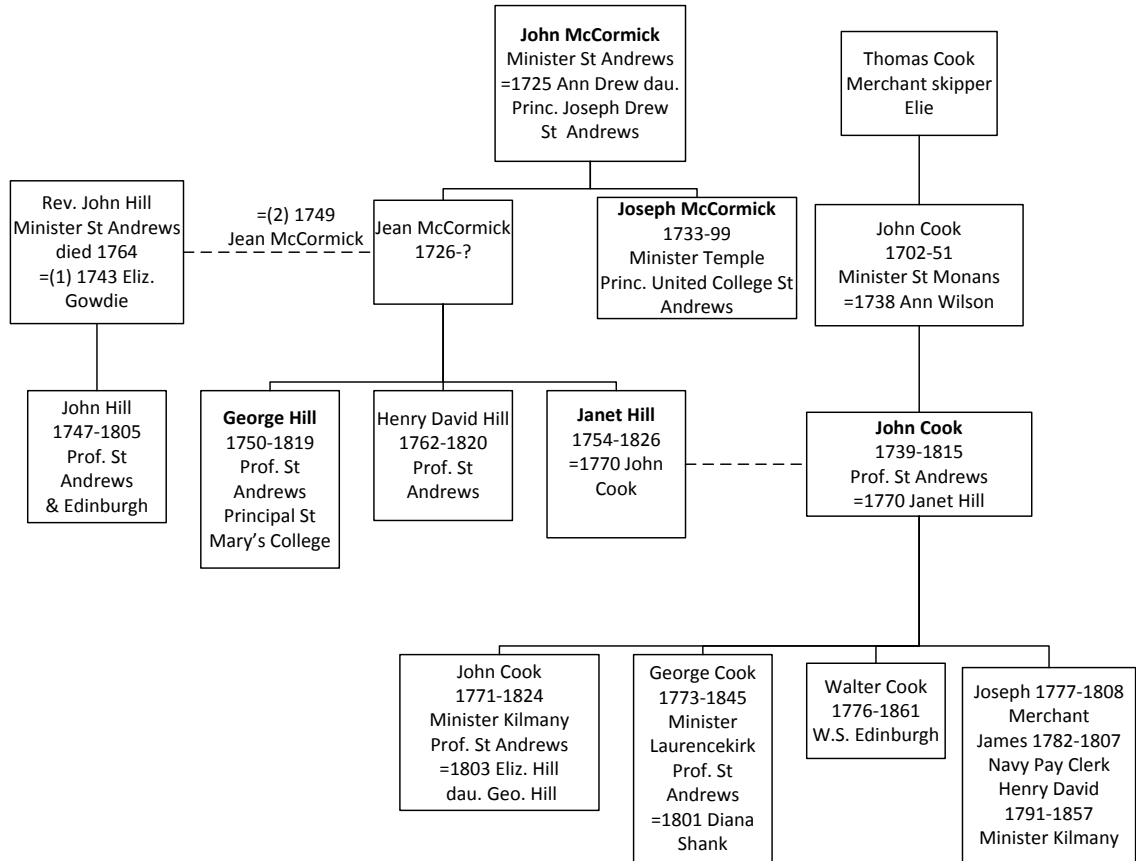 John McCormick
Minister St Andrews
=1725 Ann Drew dau.
Princ. Joseph Drew
St Andrews
Thomas Cook
Merchant skipper
Elie
Rev. John Hill
Minister St Andrews
died 1764
=(1) 1743 Eliz.
Gowdie
=(2) 1749
Jean McCormick
Jean McCormick
1726-?
Joseph McCormick
1733-99
Minister Temple
Princ. United College St
Andrews
John Cook
1702-51
Minister St Monans
=1738 Ann Wilson
John Hill
1747-1805
Prof. St
Andrews
& Edinburgh
George Hill
1750-1819
Prof. St
Andrews
Principal St
Mary’s College
Henry David Hill
1762-1820
Prof. St
Andrews
Janet Hill
1754-1826
=1770 John
Cook
John Cook
1739-1815
Prof. St Andrews
=1770 Janet Hill
John Cook
1771-1824
Minister Kilmany
Prof. St Andrews
=1803 Eliz. Hill
dau. Geo. Hill
George Cook
1773-1845
Minister
Laurencekirk
Prof. St
Andrews
=1801 Diana
Shank
Walter Cook
1776-1861
W.S. Edinburgh
Joseph 1777-1808
Merchant
James 1782-1807
Navy Pay Clerk
Henry David
1791-1857
Minister Kilmany